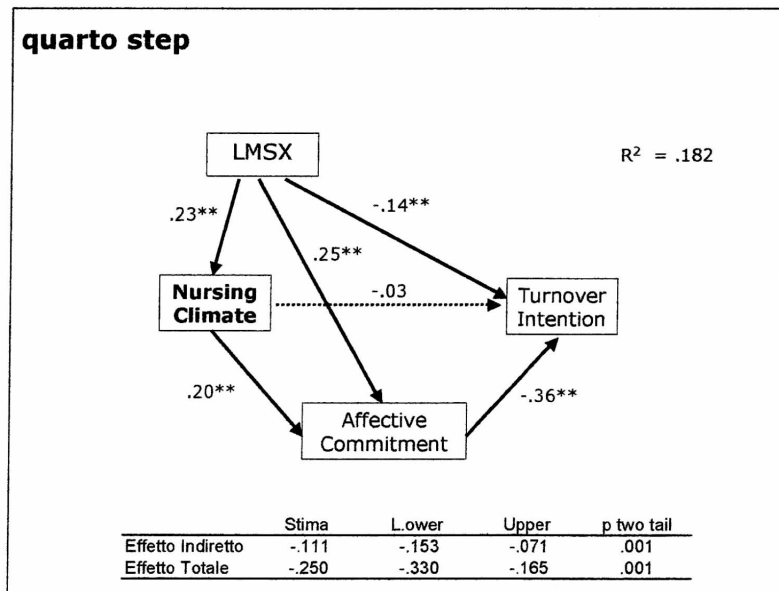 quarto step
LMSX
R² = .182
.23**
-.14**
.25**
Nursing
Climate
-.03
Turnover
Intention
.20**
-.36**
Affective
Commitment
Stima L.ower Upper p two tail
Effetto Indiretto -.111 -.153 -.071 .001
Effetto Totale -.250 -.330 -.165 .001